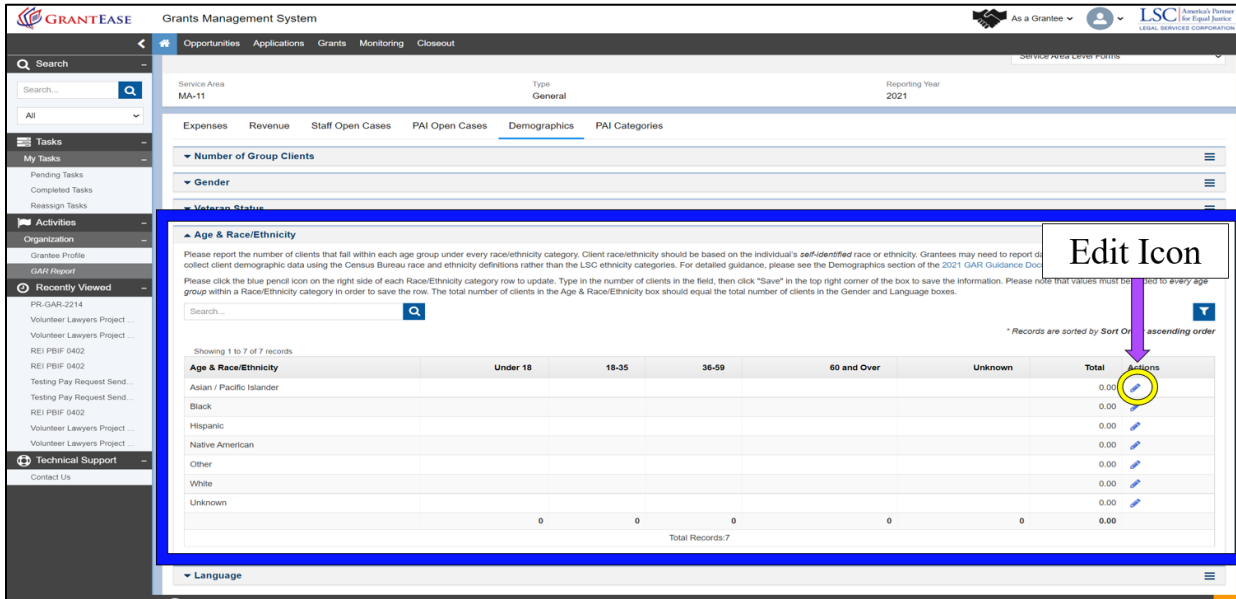 GRANTEASE Grants Management System As a Grantee LSC America's Partner for Equal Justice LEGAL SERVICES CORPORATION
Opportunities Applications Grants Monitoring Closeout
Search
Search...
All
Tasks
My Tasks
Pending Tasks
Completed Tasks
Reassign Tasks
Activities
Organization
Grantee Profile
GAR Report
Recently Viewed
PR-GAR-2214
Volunteer Lawyers Project ...
Volunteer Lawyers Project ...
REI PBIF 0402
REI PBIF 0402
Testing Pay Request Send...
Testing Pay Request Send...
REI PBIF 0402
Volunteer Lawyers Project ...
Volunteer Lawyers Project ...
Technical Support
Contact Us
Service Area Level Forms
Service Area Type Reporting Year
MA-11 General 2021
Expenses Revenue Staff Open Cases PAI Open Cases Demographics PAI Categories
Number of Group Clients
Gender
Veteran Status
Age & Race/Ethnicity
Edit Icon
Please report the number of clients that fall within each age group under every race/ethnicity category. Client race/ethnicity should be based on the individual's self-identified race or ethnicity. Grantees may need to report
collect client demographic data using the Census Bureau race and ethnicity definitions rather than the LSC ethnicity categories. For detailed guidance, please see the Demographics section of the 2021 GAR Guidance
Please click the blue pencil icon on the right side of each Race/Ethnicity category row to update. Type in the number of clients in the field, then click "Save" in the top right corner of the box to save the information. Please note that values must be to every age
group within a Race/Ethnicity category in order to save the row. The total number of clients in the Age & Race/Ethnicity box should equal the total number of clients in the Gender and Language boxes.
Search...
* Records are sorted by Sort ascending order
Showing 1 to 7 of 7 records
Age & Race/Ethnicity Under 18 18-35 36-59 60 and Over Unknown Total Actions
Asian / Pacific Islander 0.00
Black 0.00
Hispanic 0.00
Native American 0.00
Other 0.00
White 0.00
Unknown 0.00
0 0 0 0 0 0.00
Total Records:7
Language